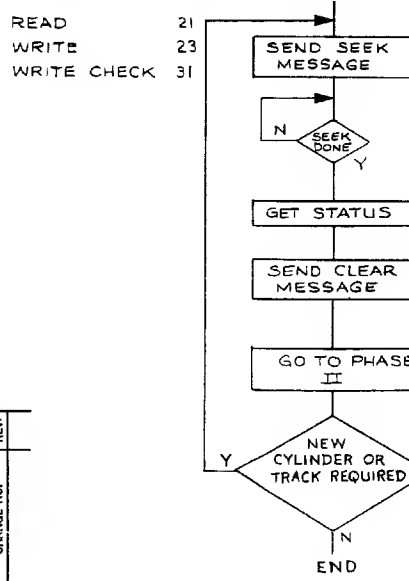 READ 21
WRITE 23
WRITE CHECK 31
SEND SEEK
MESSAGE
N
SEEK
DONE
Y
GET STATUS
SEND CLEAR
MESSAGE
GO TO PHASE
II
Y
NEW
CYLINDER OR
TRACK REQUIRED
N
END